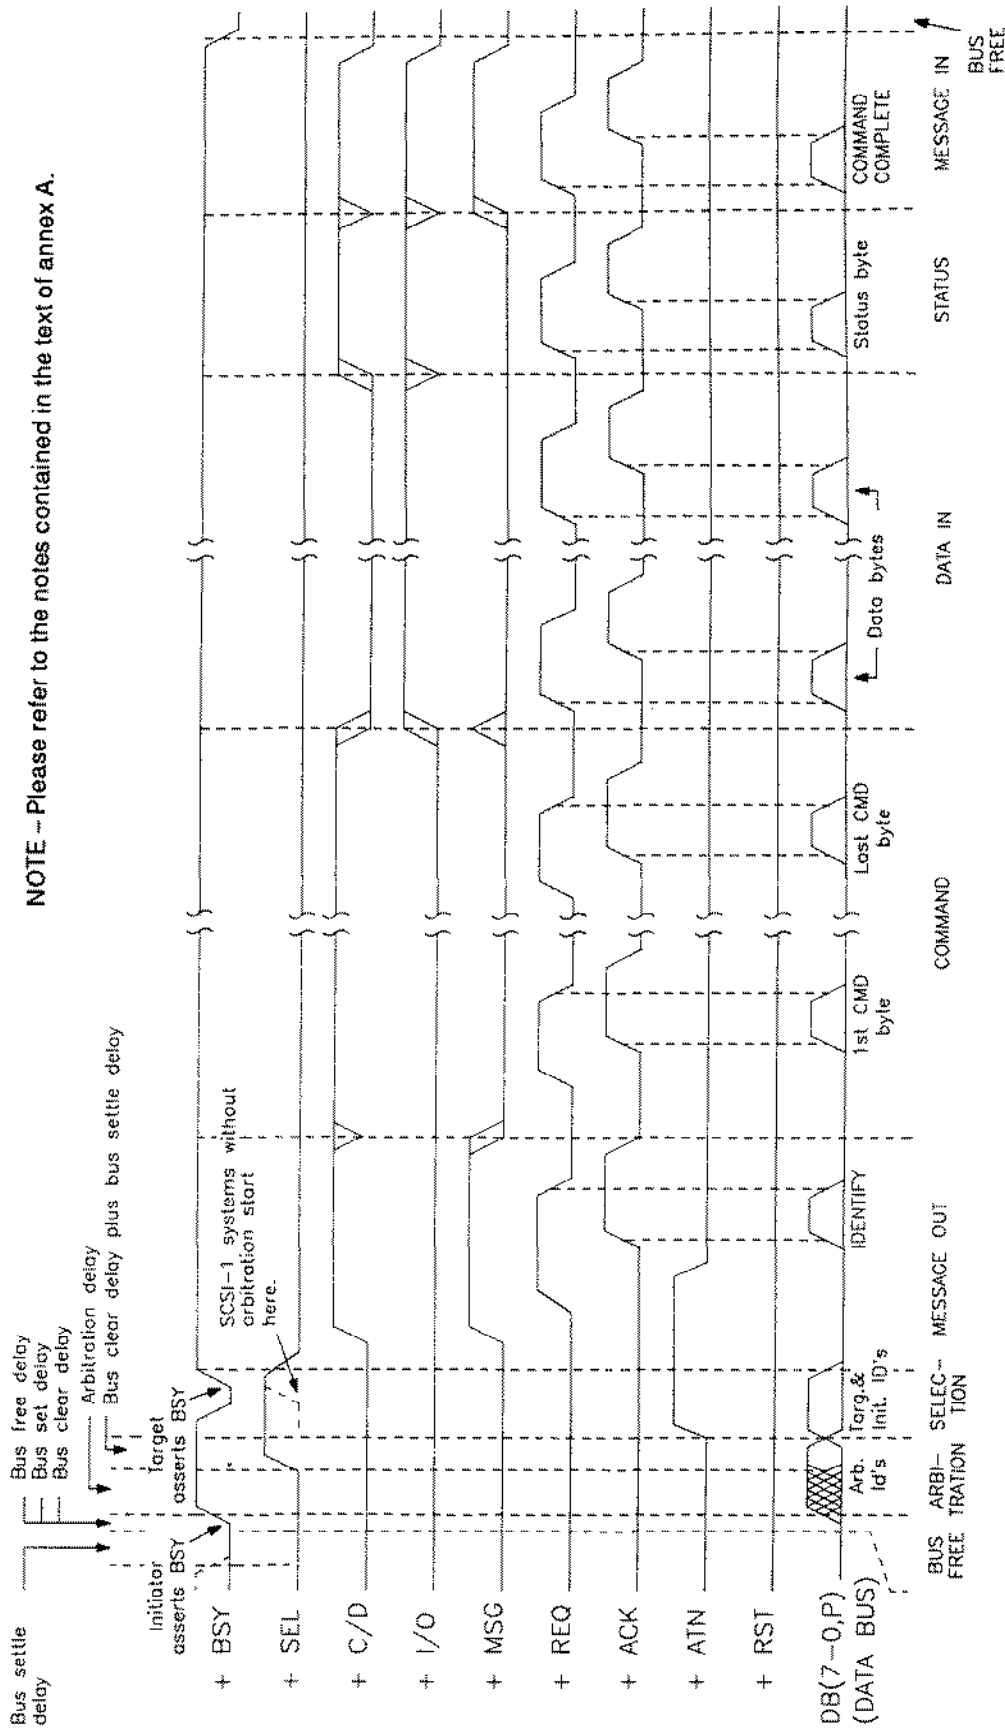 NOTE – Please refer to the notes contained in the text of annex A.
Bus settle
delay
Bus free delay
Bus set delay
Bus clear delay
Arbitration delay
Bus clear delay plus bus settle delay
Initiator
asserts BSY
Target
asserts BSY
SCSI-1 systems without
arbitration start
here.
+ BSY
+ SEL
+ C/D
+ I/O
+ MSG
+ REQ
+ ACK
+ ATN
+ RST
DB(7-0,P)
(DATA BUS)
Arb.
Id's
Targ.&
Init. ID's
IDENTIFY
1st CMD
byte
Last CMD
byte
Data bytes
Status byte
COMMAND
COMPLETE
BUS
FREE
ARBI-
TRATION
SELEC-
TION
MESSAGE OUT
COMMAND
DATA IN
STATUS
MESSAGE IN
BUS
FREE